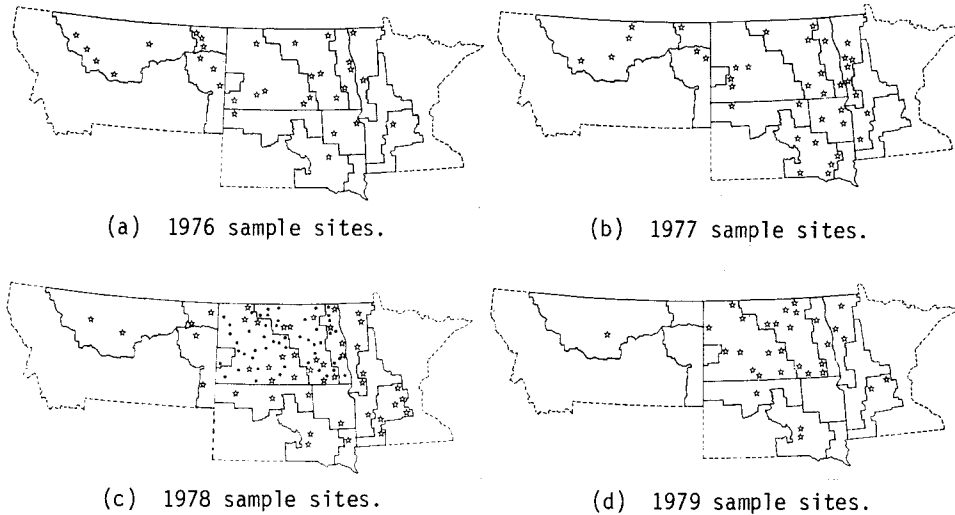 (a) 1976 sample sites.
(b) 1977 sample sites.
(c) 1978 sample sites.
(d) 1979 sample sites.